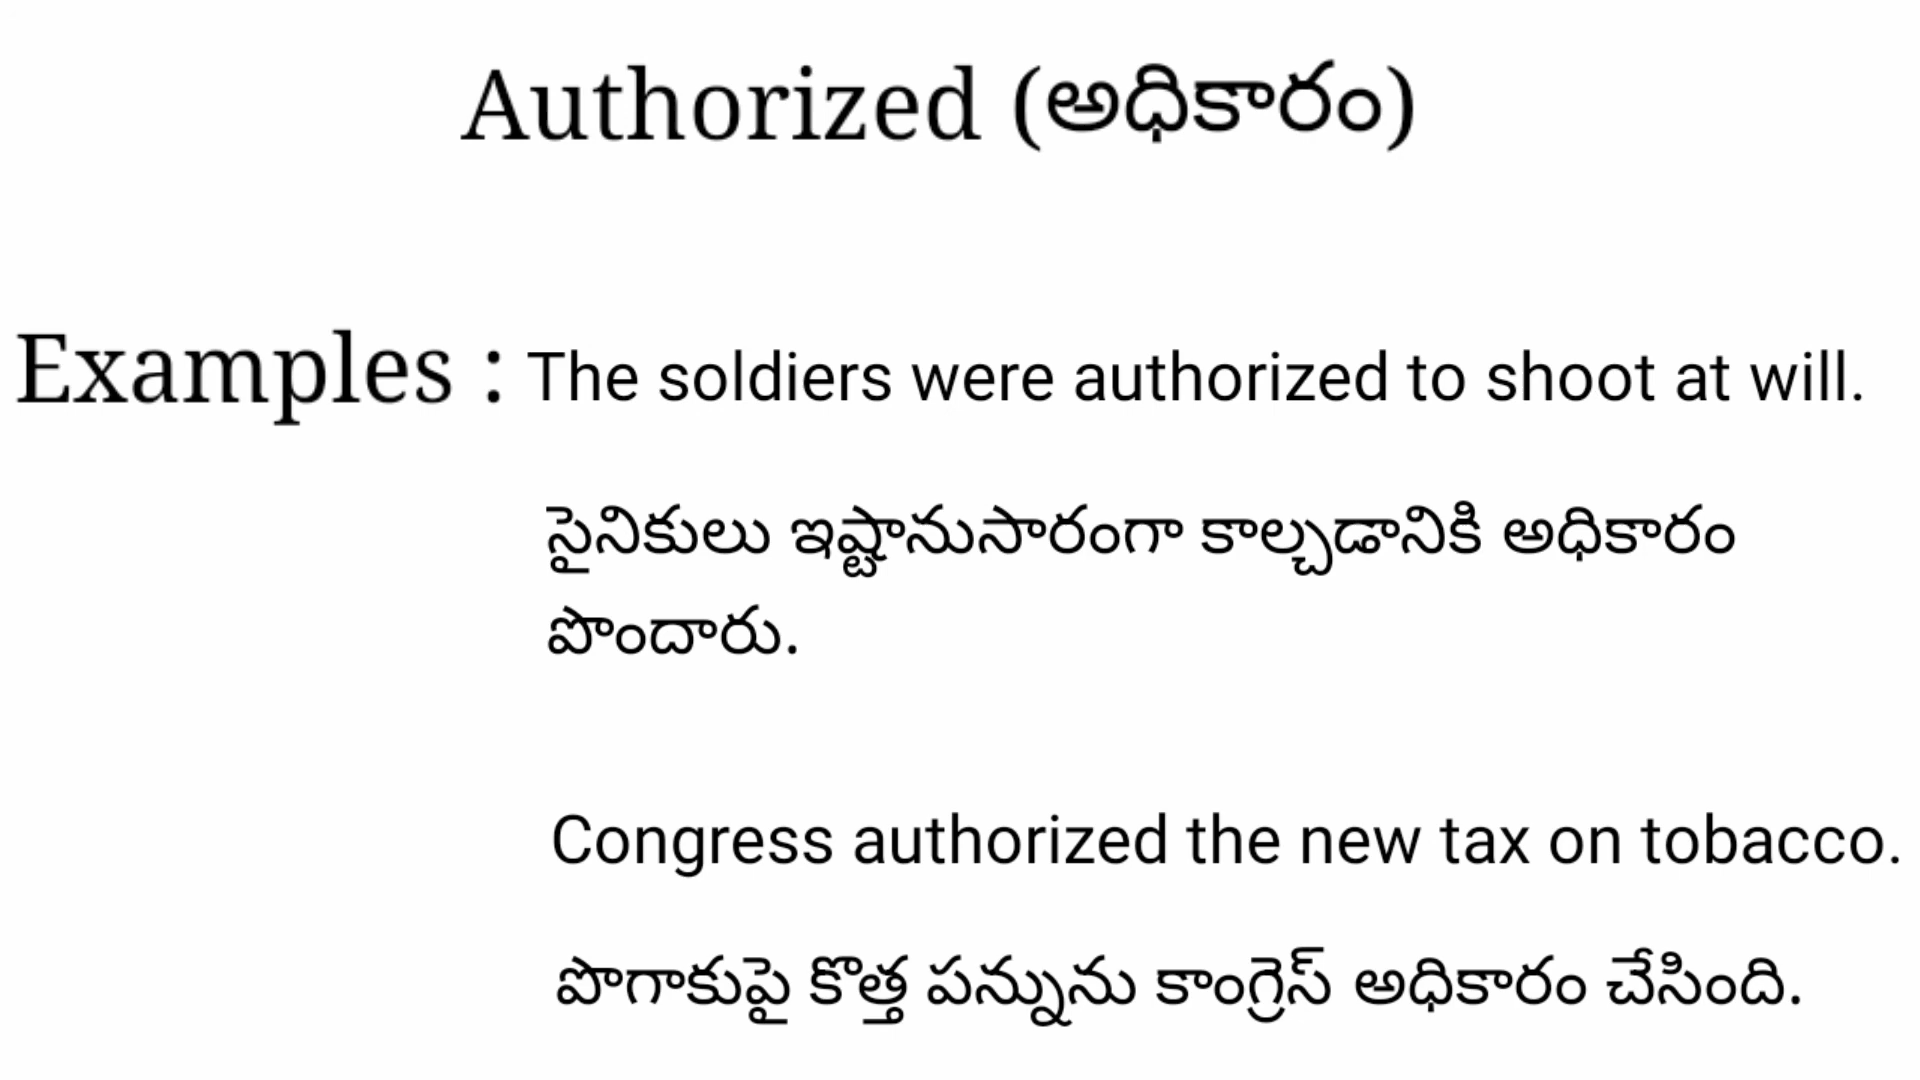 Authorized (అధికారం)
Examples : The soldiers were authorized to shoot at will.
సైనికులు ఇష్టానుసారంగా కాల్చడానికి అధికారం
పొందారు.
Congress authorized the new tax on tobacco.
పొగాకుపై కొత్త పన్నును కాంగ్రెస్ అధికారం చేసింది.